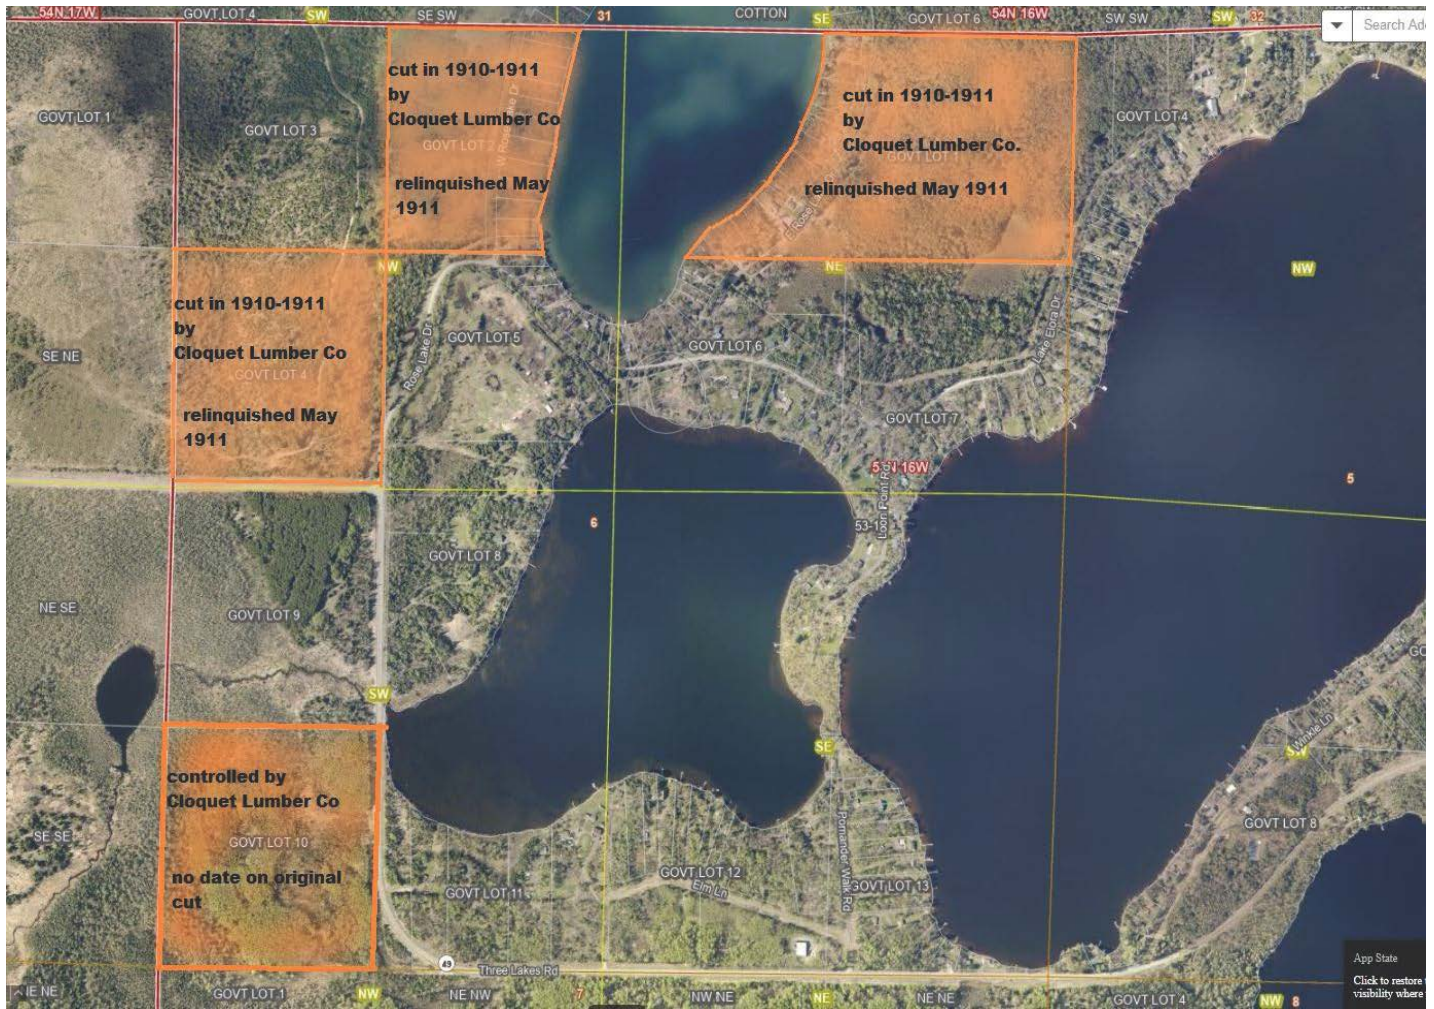 54N 17W
GOVT LOT 4
SW
SE SW
31
COTTON
SE
GOVT LOT 6
54N 16W
SW SW
SW
32
Search Ad
cut in 1910-1911
by
Cloquet Lumber Co
GOVT LOT 2
relinquished May
1911
cut in 1910-1911
by
Cloquet Lumber Co.
GOVT LOT 1
relinquished May 1911
GOVT LOT 1
GOVT LOT 3
GOVT LOT 4
NW
NE
NW
cut in 1910-1911
by
Cloquet Lumber Co
GOVT LOT 4
relinquished May
1911
SE NE
Rose Lake Dr
GOVT LOT 5
GOVT LOT 6
Lake Elora Dr
GOVT LOT 7
16W
Loon Point Rd
5
6
GOVT LOT 8
NE SE
GOVT LOT 9
SW
SE
Winkle Ln
controlled by
Cloquet Lumber Co
GOVT LOT 10
no date on original
cut
SE SE
GOVT LOT 8
GOVT LOT 12
Elm Ln
GOVT LOT 11
Pomander Walk Rd
GOVT LOT 13
49
Three Lakes Rd
GOVT LOT 1
NW
NE NW
7
NW NE
NE
NE NE
GOVT LOT 4
NW
8
App State
Click to restore
visibility where